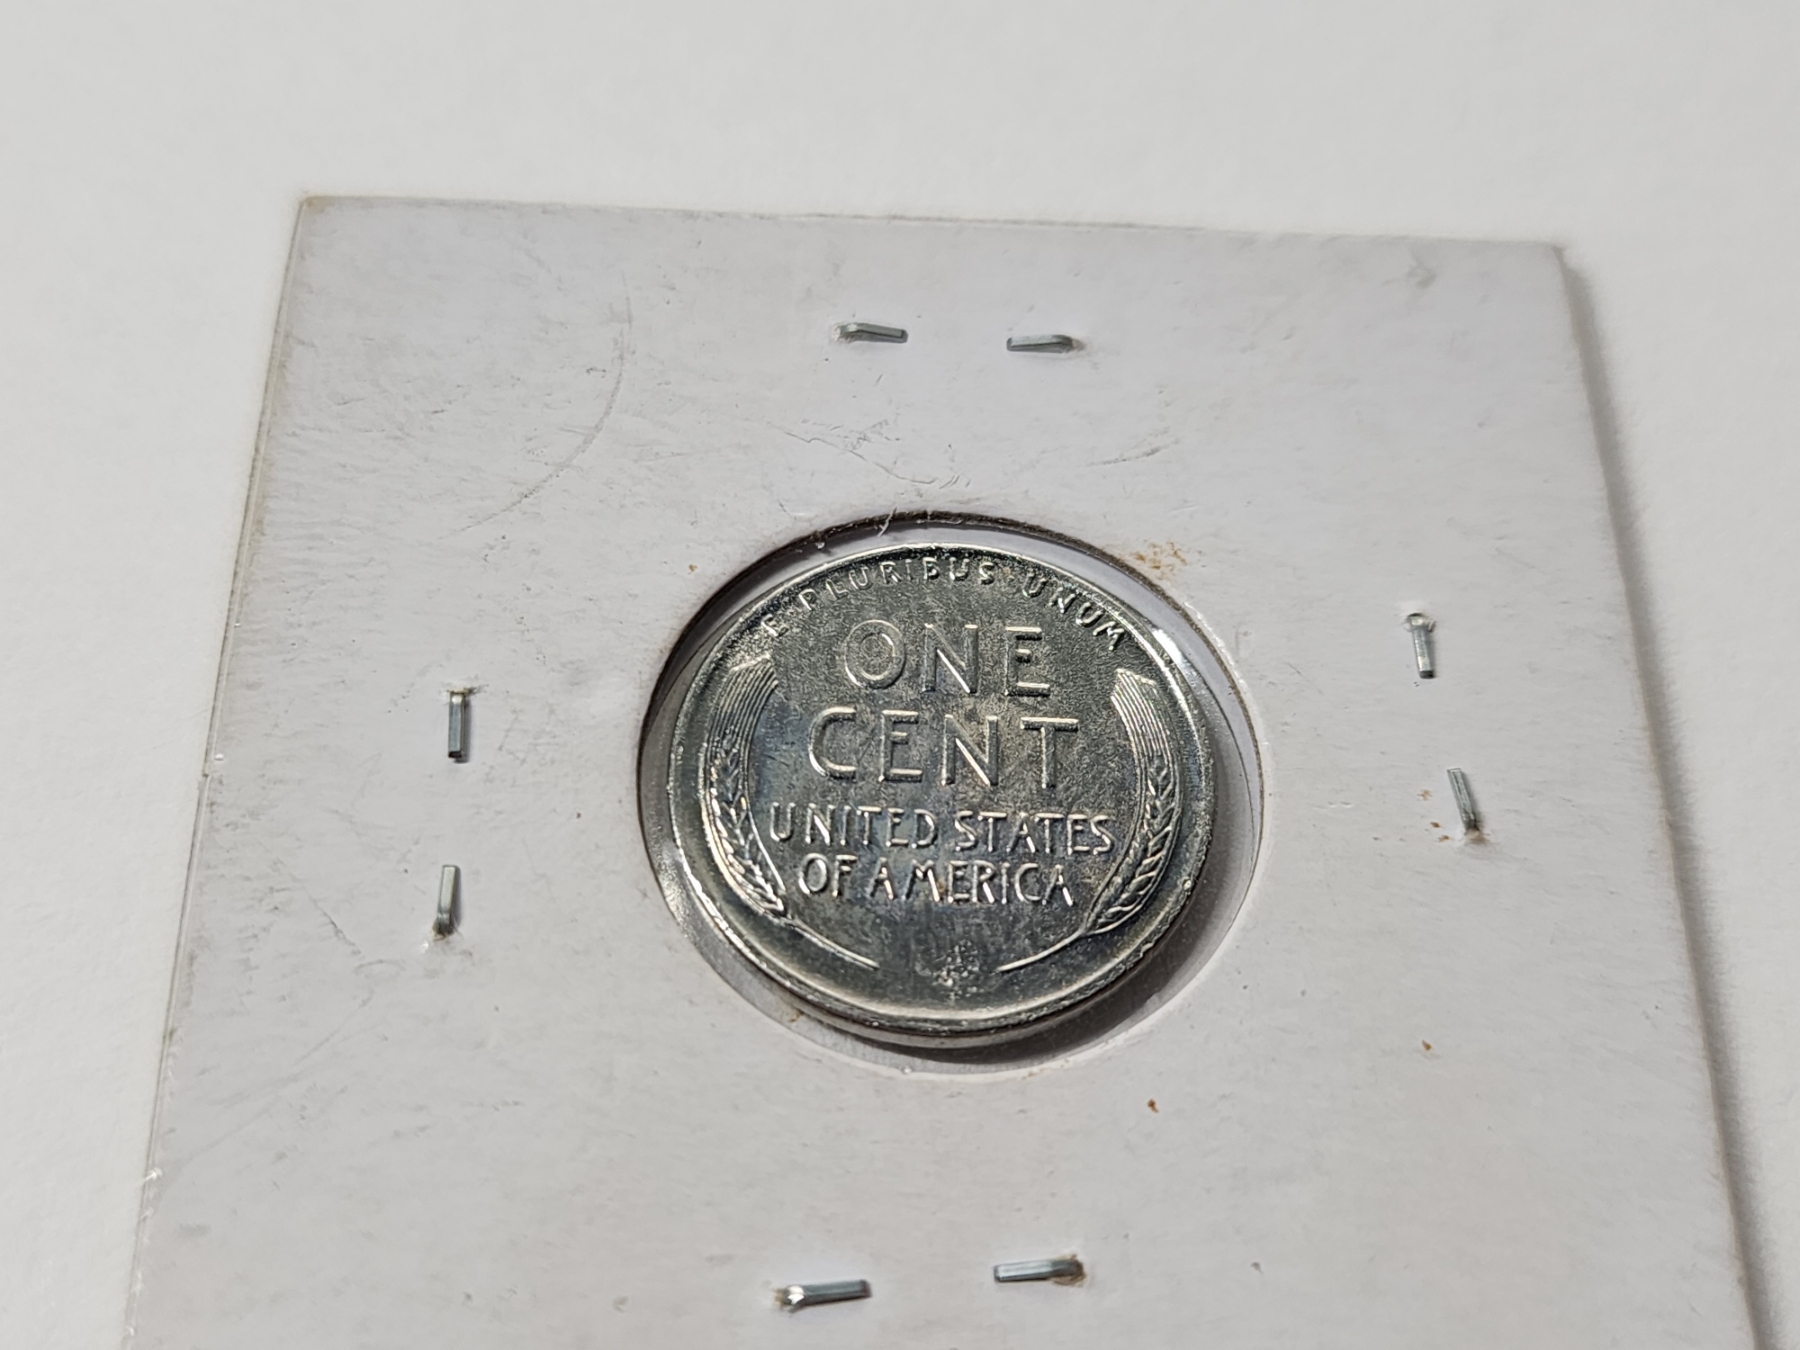 E PLURIBUS UNUM
ONE
CENT
UNITED STATES
OF AMERICA